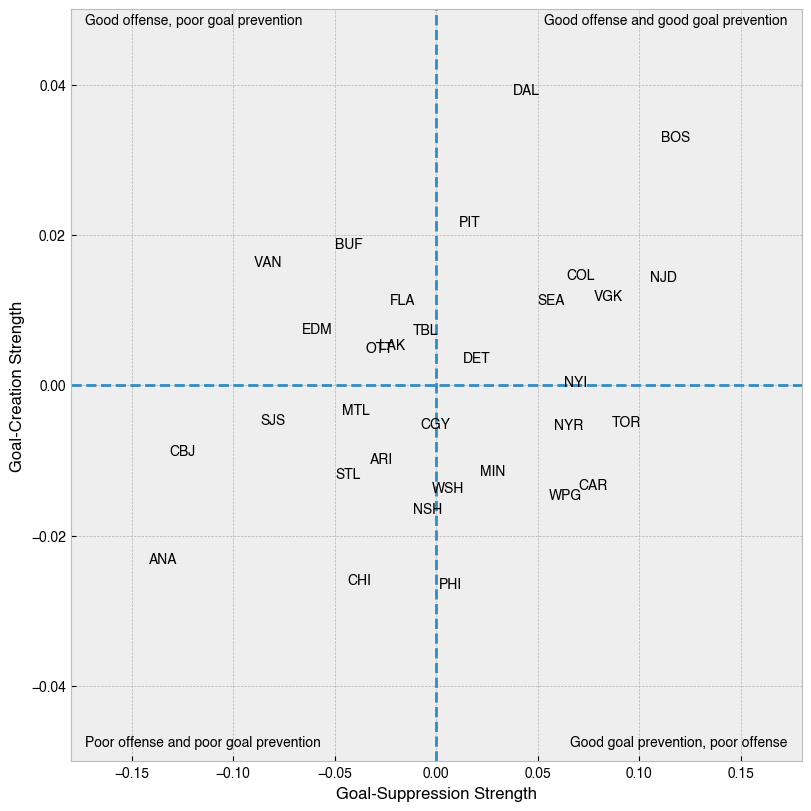 Good offense, poor goal prevention
Good offense and good goal prevention
0.04
DAL
BOS
PIT
0.02
BUF
VAN
COL
NJD
VGK
FLA
SEA
EDM
TBL
OTT
LAK
DET
0.00
NYI
MTL
SJS
CGY
NYR
TOR
CBJ
ARI
STL
MIN
WSH
CAR
WPG
NSH
−0.02
ANA
CHI
PHI
−0.04
Poor offense and poor goal prevention
Good goal prevention, poor offense
−0.15
−0.10
−0.05
0.00
0.05
0.10
0.15
Goal-Suppression Strength
Goal-Creation Strength